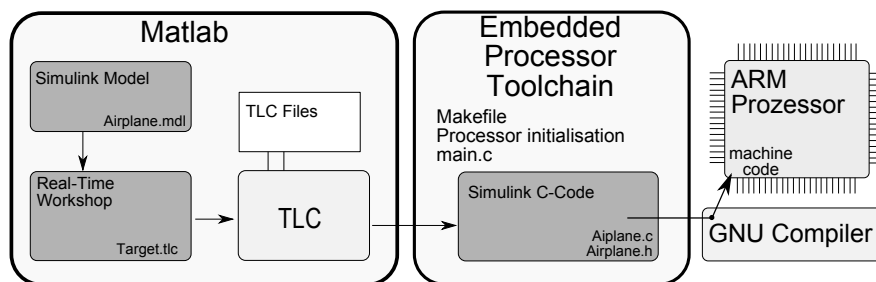 Matlab
Simulink Model
Airplane.mdl
Real-Time
Workshop
Target.tlc
TLC Files
TLC
Embedded
Processor
Toolchain
Makefile
Processor initialisation
main.c
Simulink C-Code
Aiplane.c
Airplane.h
ARM
Prozessor
machine
code
GNU Compiler